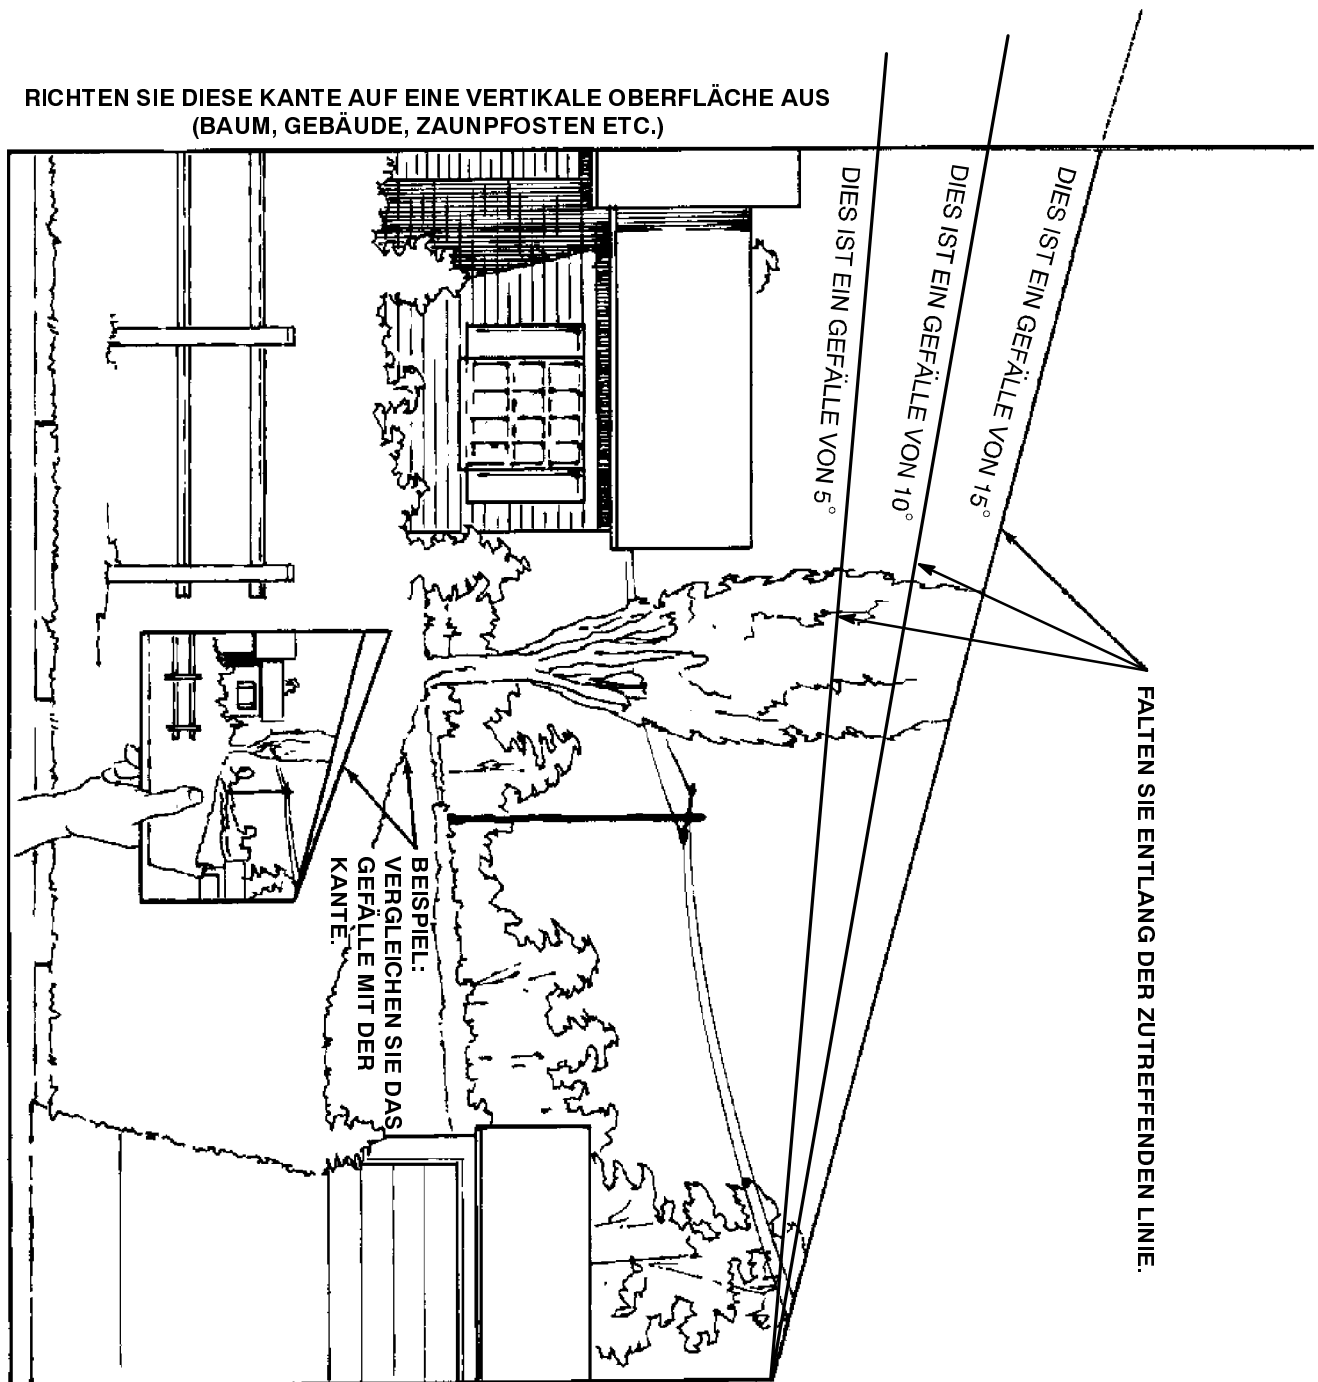 RICHTEN SIE DIESE KANTE AUF EINE VERTIKALE OBERFLÄCHE AUS
(BAUM, GEBÄUDE, ZAUNPFOSTEN ETC.)
DIES IST EIN GEFÄLLE VON 15°
DIES IST EIN GEFÄLLE VON 10°
DIES IST EIN GEFÄLLE VON 5°
FALTEN SIE ENTLANG DER ZUTREFFENDEN LINIE.
BEISPIEL:
VERGLEICHEN SIE DAS
GEFÄLLE MIT DER
KANTE.